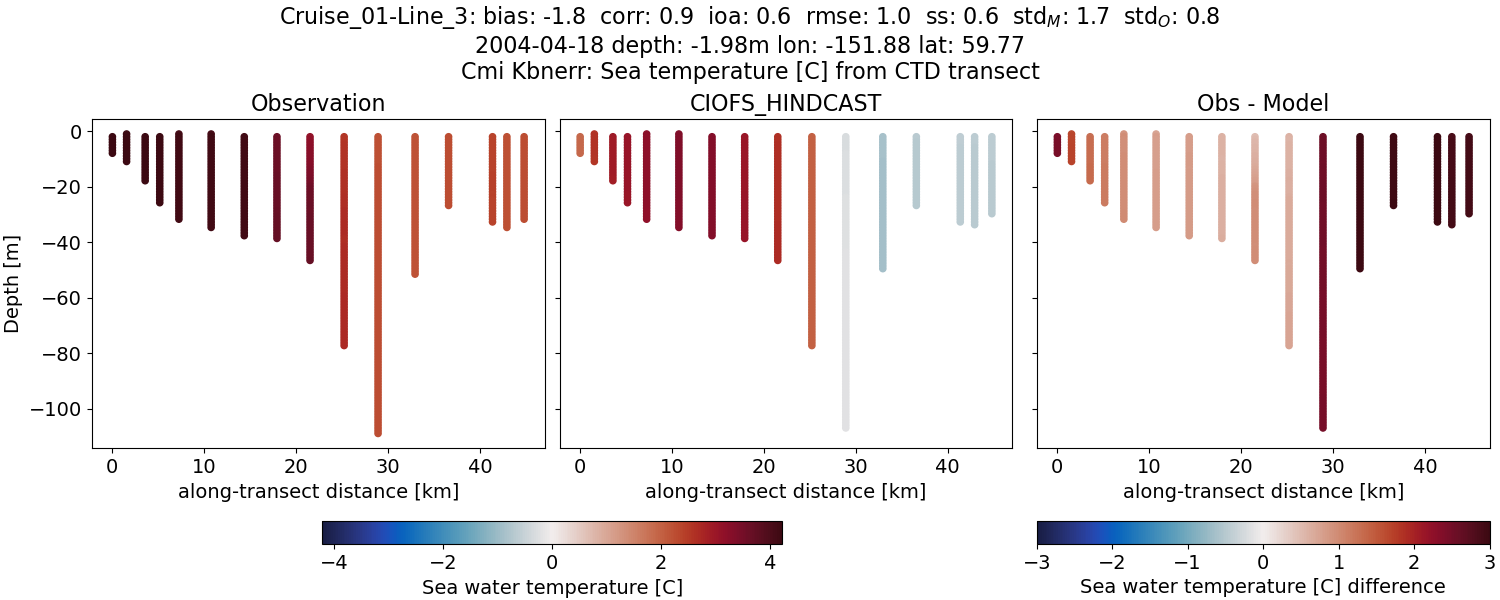 Cruise_01-Line_3: bias: -1.8  corr: 0.9  ioa: 0.6  rmse: 1.0  ss: 0.6  std_M: 1.7  std_O: 0.8
2004-04-18 depth: -1.98m lon: -151.88 lat: 59.77
Cmi Kbnerr: Sea temperature [C] from CTD transect
Observation
CIOFS_HINDCAST
Obs - Model
Depth [m]
0
−20
−40
−60
−80
−100
0 10 20 30 40
0 10 20 30 40
0 10 20 30 40
along-transect distance [km]
along-transect distance [km]
along-transect distance [km]
−4 −2 0 2 4
Sea water temperature [C]
−3 −2 −1 0 1 2 3
Sea water temperature [C] difference